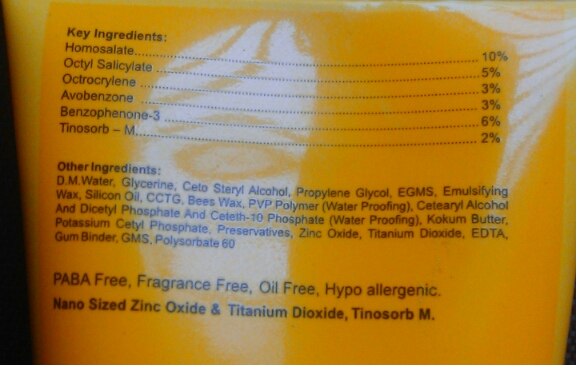 Key Ingredients:
Homosalate........................................ 10%
Octyl Salicylate ........................................ 5%
Octrocrylene ........................................ 3%
Avobenzone ........................................ 3%
Benzophenone-3 ........................................ 6%
Tinosorb – M........................................ 2%
Other Ingredients:
D.M.Water, Glycerine, Ceto Steryl Alcohol, Propylene Glycol, EGMS, Emulsifying
Wax, Silicon Oil, CCTG, Bees Wax, PVP Polymer (Water Proofing), Cetearyl Alcohol
And Dicetyl Phosphate And Ceteth-10 Phosphate (Water Proofing), Kokum Butter,
Potassium Cetyl Phosphate, Preservatives, Zinc Oxide, Titanium Dioxide, EDTA,
Gum Binder, GMS, Polysorbate 60
PABA Free, Fragrance Free, Oil Free, Hypo allergenic.
Nano Sized Zinc Oxide & Titanium Dioxide, Tinosorb M.